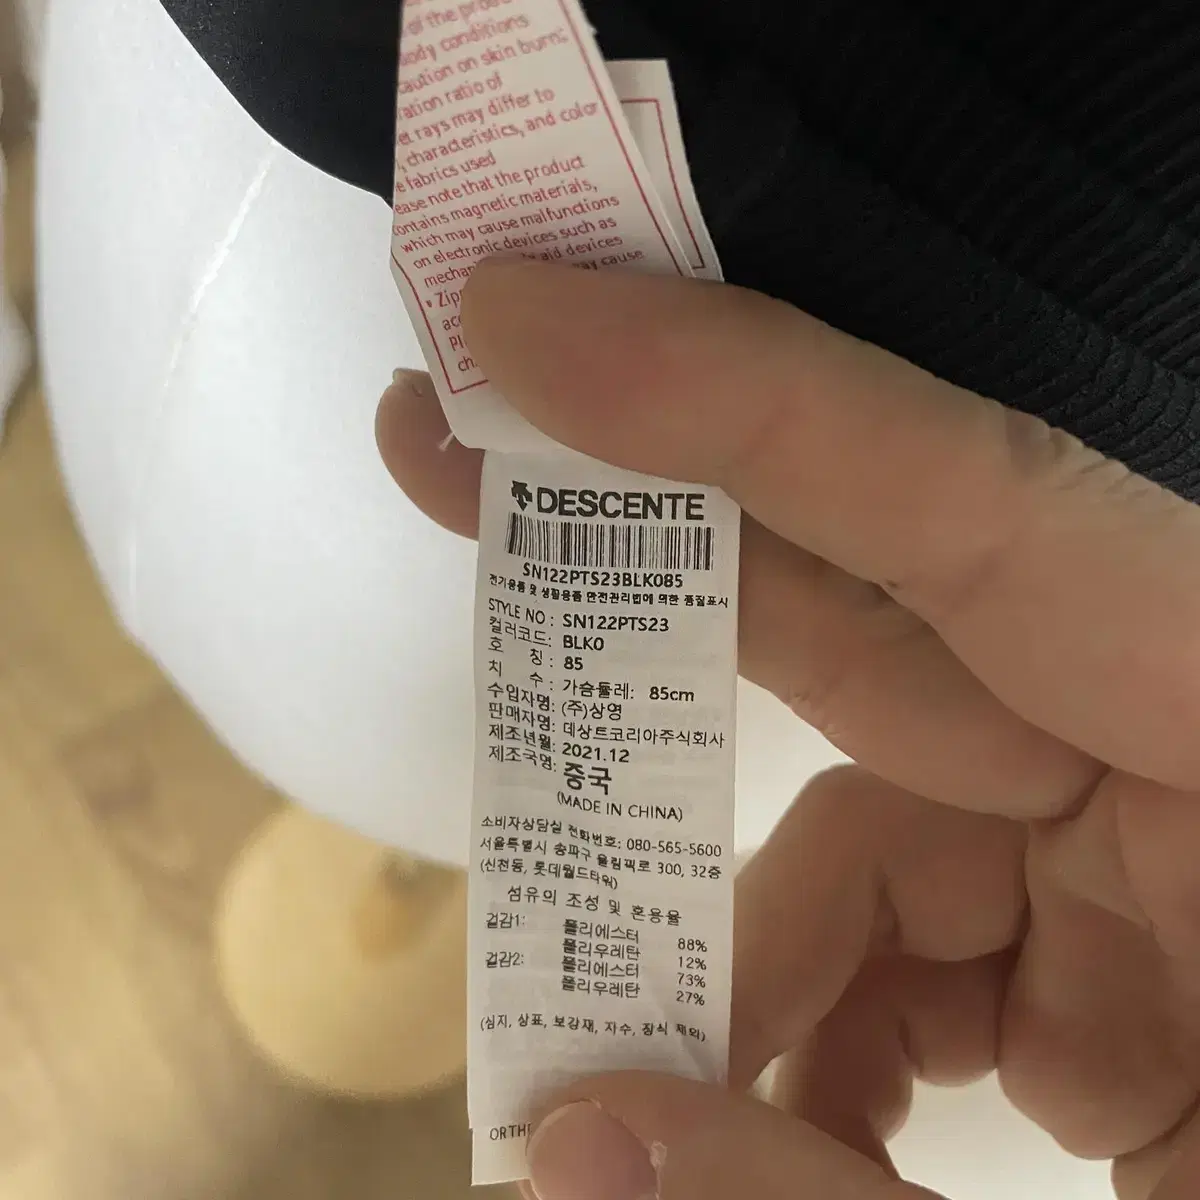 of the
body conditions
caution on skin burn;
ration ratio of
et rays may differ to
, characteristics, and color
e fabrics used
ease note that the product
contains magnetic materials,
which may cause malfunctions
on electronic devices such as
aid devices
may cause
DESCENTE
SN122PTS23BLK085
전기용품 및 생활용품 안전관리법에 의한 품질표시
STYLE NO : SN122PTS23
컬러코드: BLK0
호 칭 : 85
치 수 : 가슴둘레: 85cm
수입자명: (주)상영
판매자명: 데상트코리아주식회사
제조년월: 2021.12
제조국명: 중국
(MADE IN CHINA)
소비자상담실 전화번호: 080-565-5600
서울특별시 송파구 올림픽로 300, 32층
(신천동, 롯데월드타워)
섬유의 조성 및 혼용율
겉감1: 폴리에스터 88%
폴리우레탄 12%
겉감2: 폴리에스터 73%
폴리우레탄 27%
(심지, 상표, 보강재, 자수, 장식 제외)